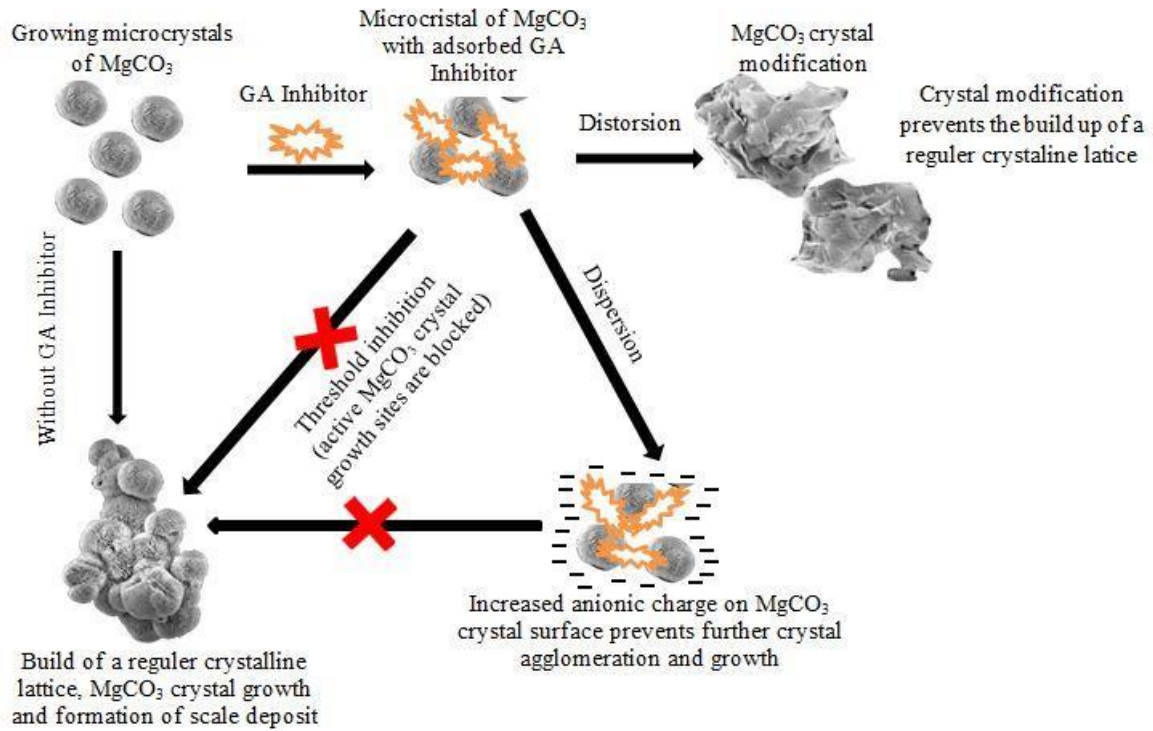 Growing microcrystals
of MgCO₃
GA Inhibitor
Microcristal of MgCO₃
with adsorbed GA
Inhibitor
Distorsion
MgCO₃ crystal
modification
Crystal modification
prevents the build up of a
reguler crystaline latice
Without GA Inhibitor
Threshold inhibition
(active MgCO₃ crystal
growth sites are blocked)
Dispersion
Increased anionic charge on MgCO₃
crystal surface prevents further crystal
agglomeration and growth
Build of a reguler crystalline
lattice, MgCO₃ crystal growth
and formation of scale deposit